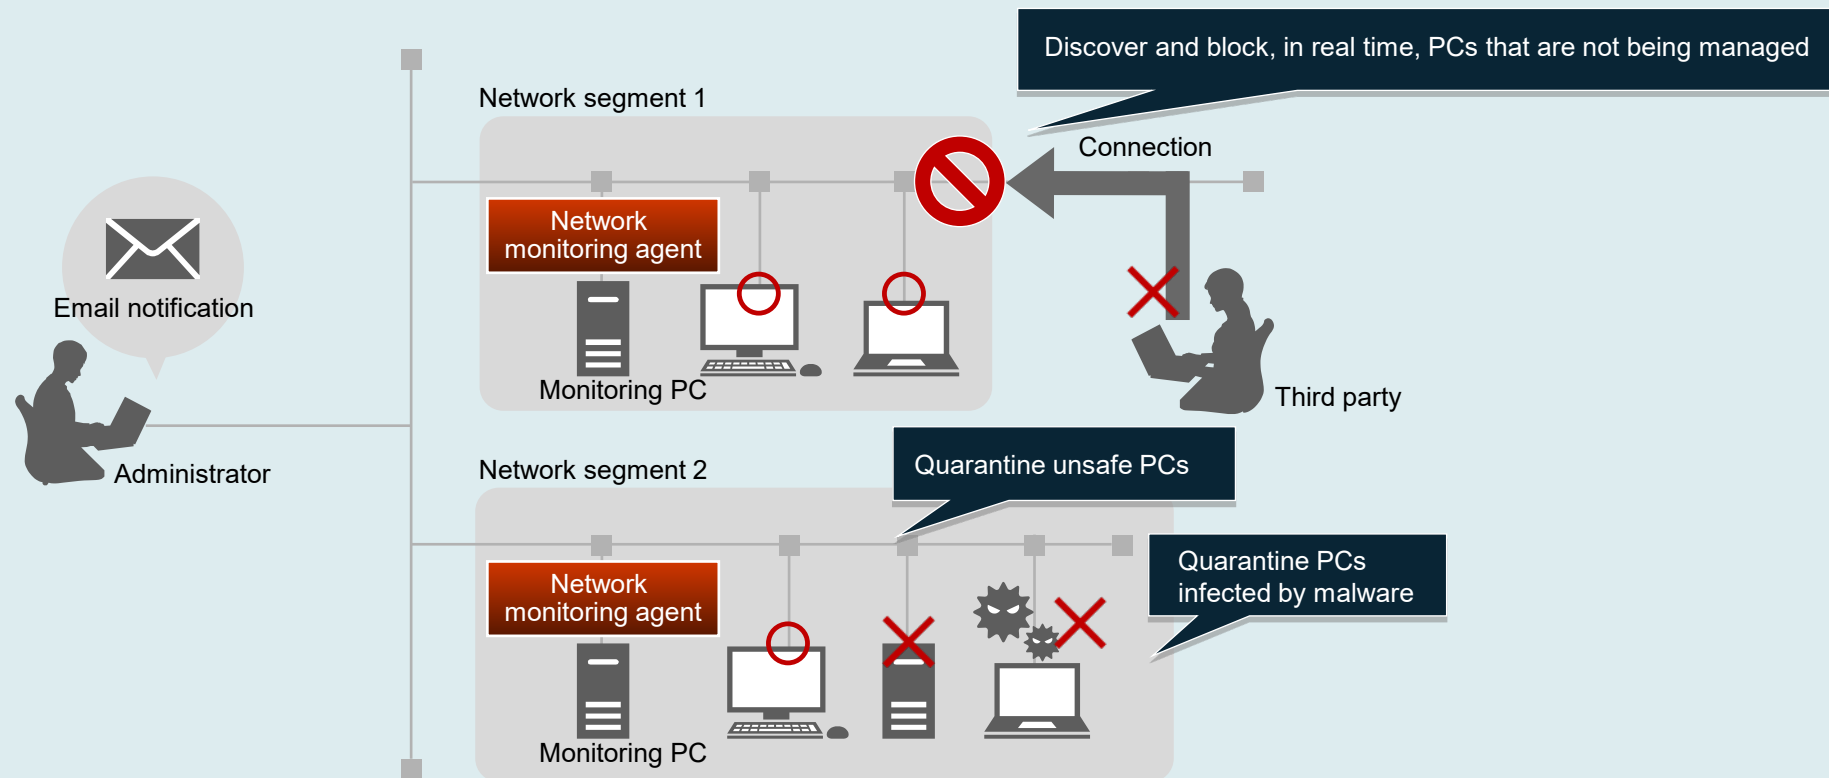 Discover and block, in real time, PCs that are not being managed
Network segment 1
Connection
Network
monitoring agent
Email notification
Monitoring PC
Third party
Administrator
Network segment 2
Quarantine unsafe PCs
Quarantine PCs
infected by malware
Network
monitoring agent
Monitoring PC